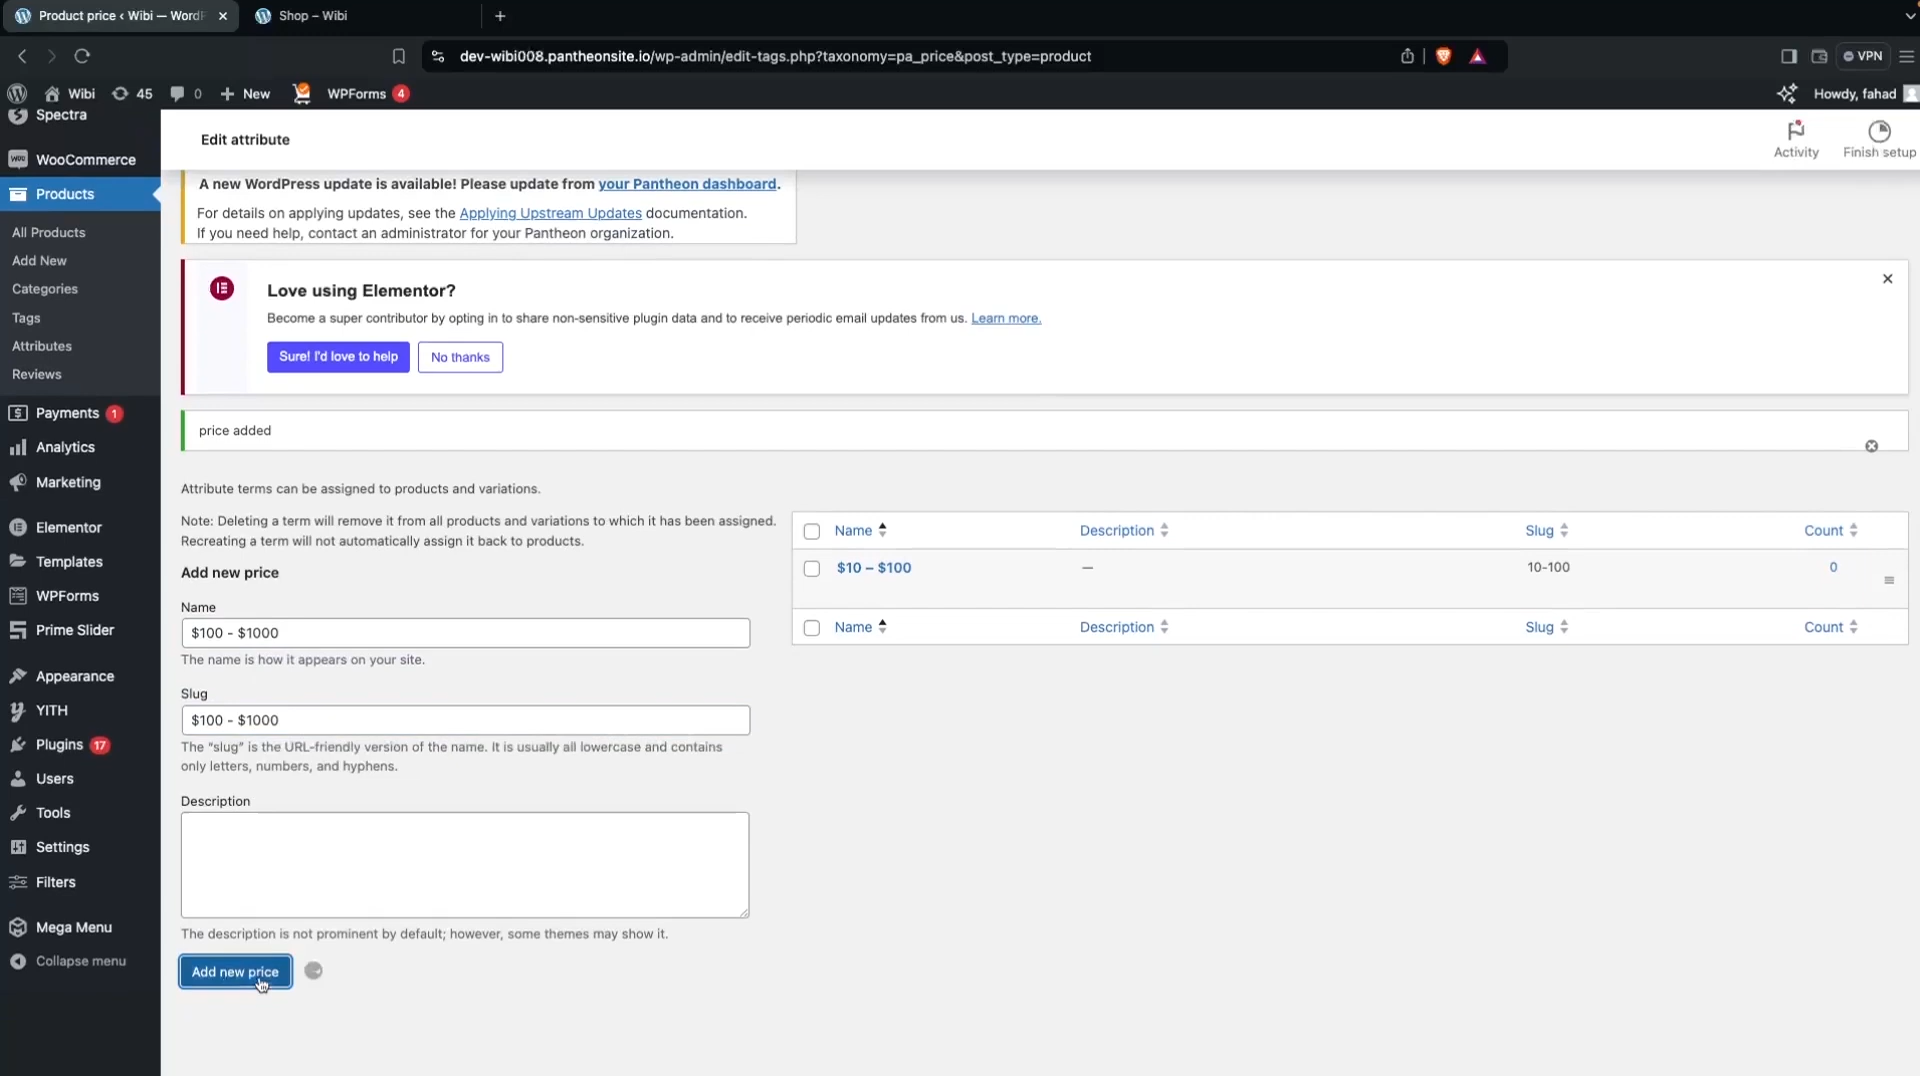 Product price ‹ Wibi — WordP
Shop – Wibi
dev-wibi008.pantheonsite.io/wp-admin/edit-tags.php?taxonomy=pa_price&post_type=product
VPN
Wibi
45
0
New
WPForms 4
Howdy, fahad
Spectra
WooCommerce
Products
All Products
Add New
Categories
Tags
Attributes
Reviews
Payments 1
Analytics
Marketing
Elementor
Templates
WPForms
Prime Slider
Appearance
YITH
Plugins 17
Users
Tools
Settings
Filters
Mega Menu
Collapse menu
Edit attribute
Activity
Finish setup
A new WordPress update is available! Please update from your Pantheon dashboard.
For details on applying updates, see the Applying Upstream Updates documentation.
If you need help, contact an administrator for your Pantheon organization.
Love using Elementor?
Become a super contributor by opting in to share non-sensitive plugin data and to receive periodic email updates from us. Learn more.
Sure! I'd love to help
No thanks
price added
Attribute terms can be assigned to products and variations.
Note: Deleting a term will remove it from all products and variations to which it has been assigned.
Recreating a term will not automatically assign it back to products.
Add new price
Name
$100 - $1000
The name is how it appears on your site.
Slug
$100 - $1000
The “slug” is the URL-friendly version of the name. It is usually all lowercase and contains
only letters, numbers, and hyphens.
Description
The description is not prominent by default; however, some themes may show it.
Add new price
Name Description Slug Count
$10 – $100 — 10-100 0
Name Description Slug Count